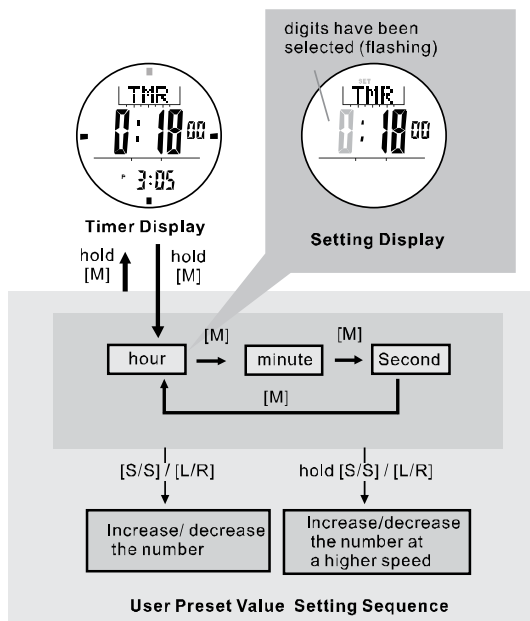 digits have been
selected (flashing)
TMR
0:18 00
P 3:05
SET
TMR
0:18 00
Timer Display
Setting Display
hold
[M]
hold
[M]
hour
[M]
minute
[M]
Second
[M]
[S/S] / [L/R]
hold [S/S] / [L/R]
Increase/ decrease
the number
Increase/decrease
the number at
a higher speed
User Preset Value Setting Sequence